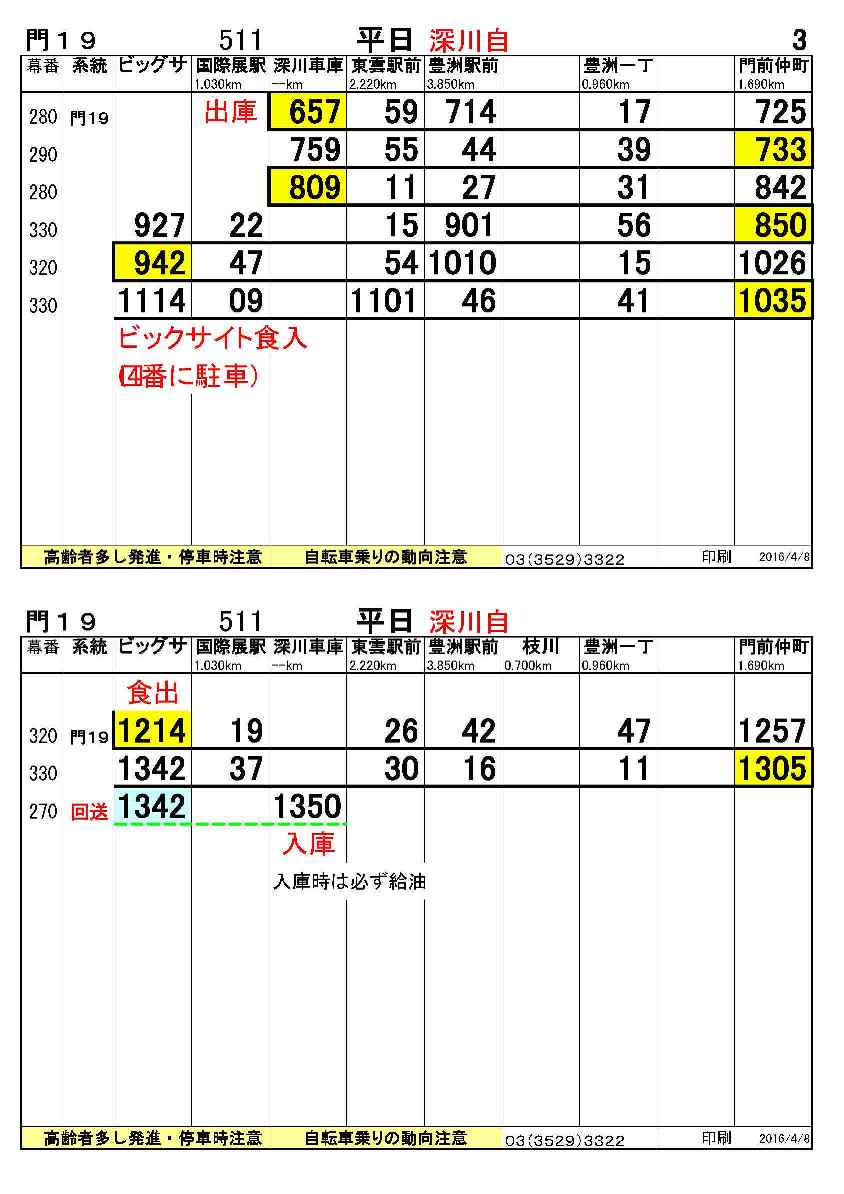 門１９ 511 平日 深川自 3
幕番 系統 ビッグサ 国際展駅 深川車庫 東雲駅前 豊洲駅前 豊洲一丁 門前仲町
1.030km --km 2.220km 3.850km 0.960km 1.690km
280 門19 出庫 657 59 714 17 725
290 759 55 44 39 733
280 809 11 27 31 842
330 927 22 15 901 56 850
320 942 47 54 1010 15 1026
330 1114 09 1101 46 41 1035
ビックサイト食入
(4番に駐車)
高齢者多し発進・停車時注意 自転車乗りの動向注意 03(3529)3322 印刷 2016/4/8
門１９ 511 平日 深川自
幕番 系統 ビッグサ 国際展駅 深川車庫 東雲駅前 豊洲駅前 枝川 豊洲一丁 門前仲町
1.030km --km 2.220km 3.850km 0.700km 0.960km 1.690km
食出
320 門19 1214 19 26 42 47 1257
330 1342 37 30 16 11 1305
270 回送 1342 1350
入庫
入庫時は必ず給油
高齢者多し発進・停車時注意 自転車乗りの動向注意 03(3529)3322 印刷 2016/4/8